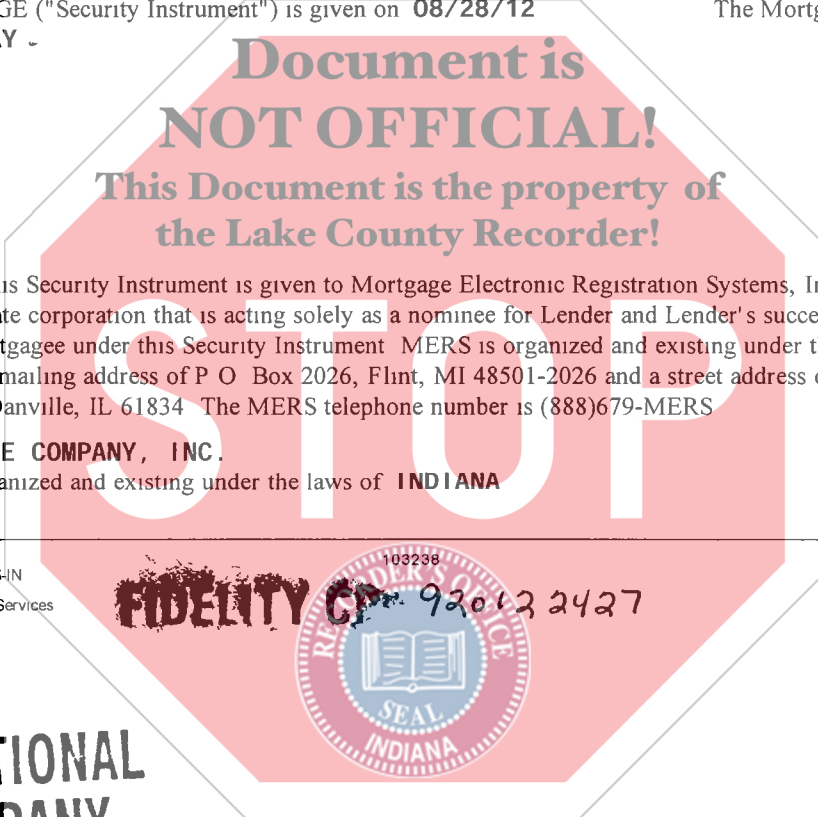 GE ("Security Instrument") is given on 08/28/12 The Mortg
AY
Document is
NOT OFFICIAL!
This Document is the property of
the Lake County Recorder!
is Security Instrument is given to Mortgage Electronic Registration Systems, In
te corporation that is acting solely as a nominee for Lender and Lender's succe
tgagee under this Security Instrument MERS is organized and existing under t
mailing address of P O Box 2026, Flint, MI 48501-2026 and a street address o
Danville, IL 61834 The MERS telephone number is (888)679-MERS
STOP
E COMPANY, INC.
anized and existing under the laws of INDIANA
103238
-IN
Services
FIDELITY CP 920122427
RECORDER'S OFFICE
SEAL
INDIANA
TIONAL
PANY